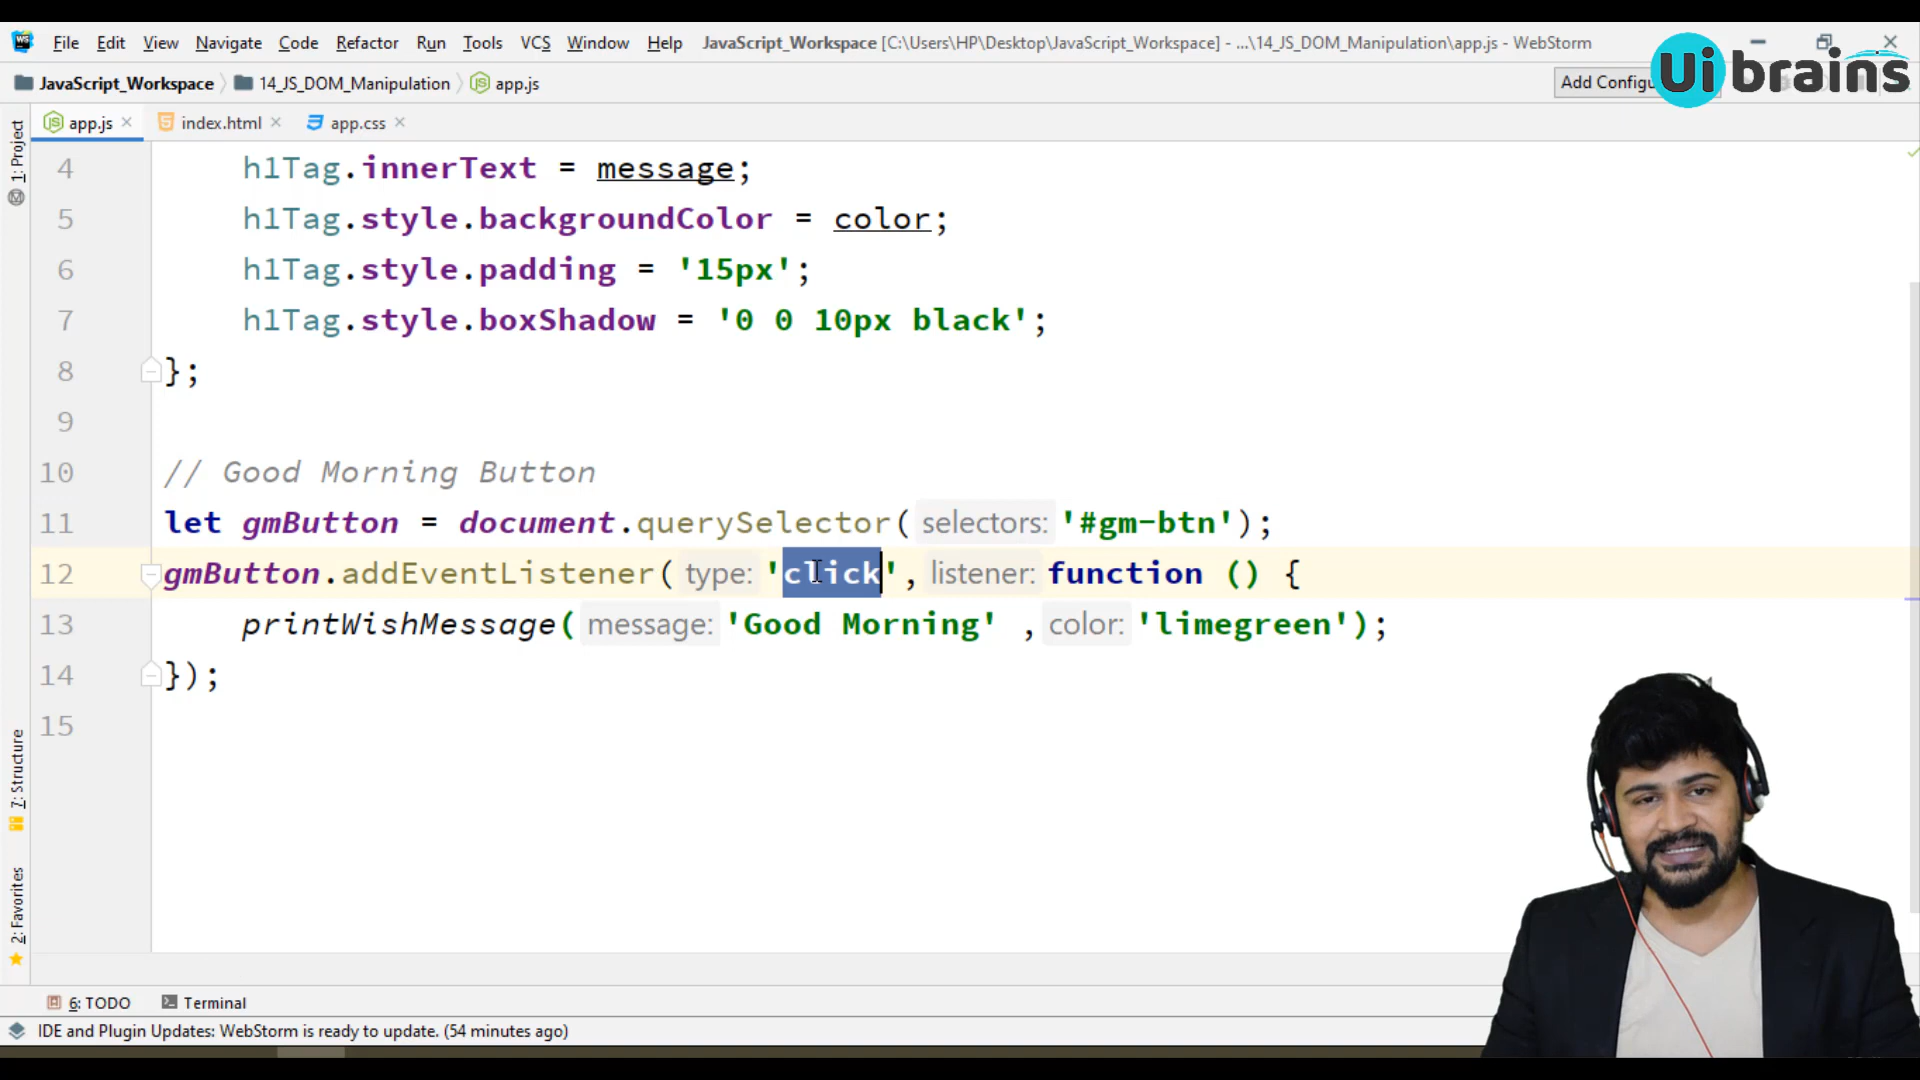 File Edit View Navigate Code Refactor Run Tools VCS Window Help JavaScript_Workspace [C:\Users\HP\Desktop\JavaScript_Workspace] - ...\14_JS_DOM_Manipulation\app.js - WebStorm
JavaScript_Workspace 14_JS_DOM_Manipulation app.js Add Configu
Ui brains
app.js index.html app.css
1: Project
4 h1Tag.innerText = message;
5 h1Tag.style.backgroundColor = color;
6 h1Tag.style.padding = '15px';
7 h1Tag.style.boxShadow = '0 0 10px black';
8 };
9
10 // Good Morning Button
11 let gmButton = document.querySelector( selectors: '#gm-btn');
12 gmButton.addEventListener( type: 'click', listener: function () {
13 printWishMessage( message: 'Good Morning' , color: 'limegreen');
14 });
15
7: Structure
2: Favorites
6: TODO Terminal
IDE and Plugin Updates: WebStorm is ready to update. (54 minutes ago)